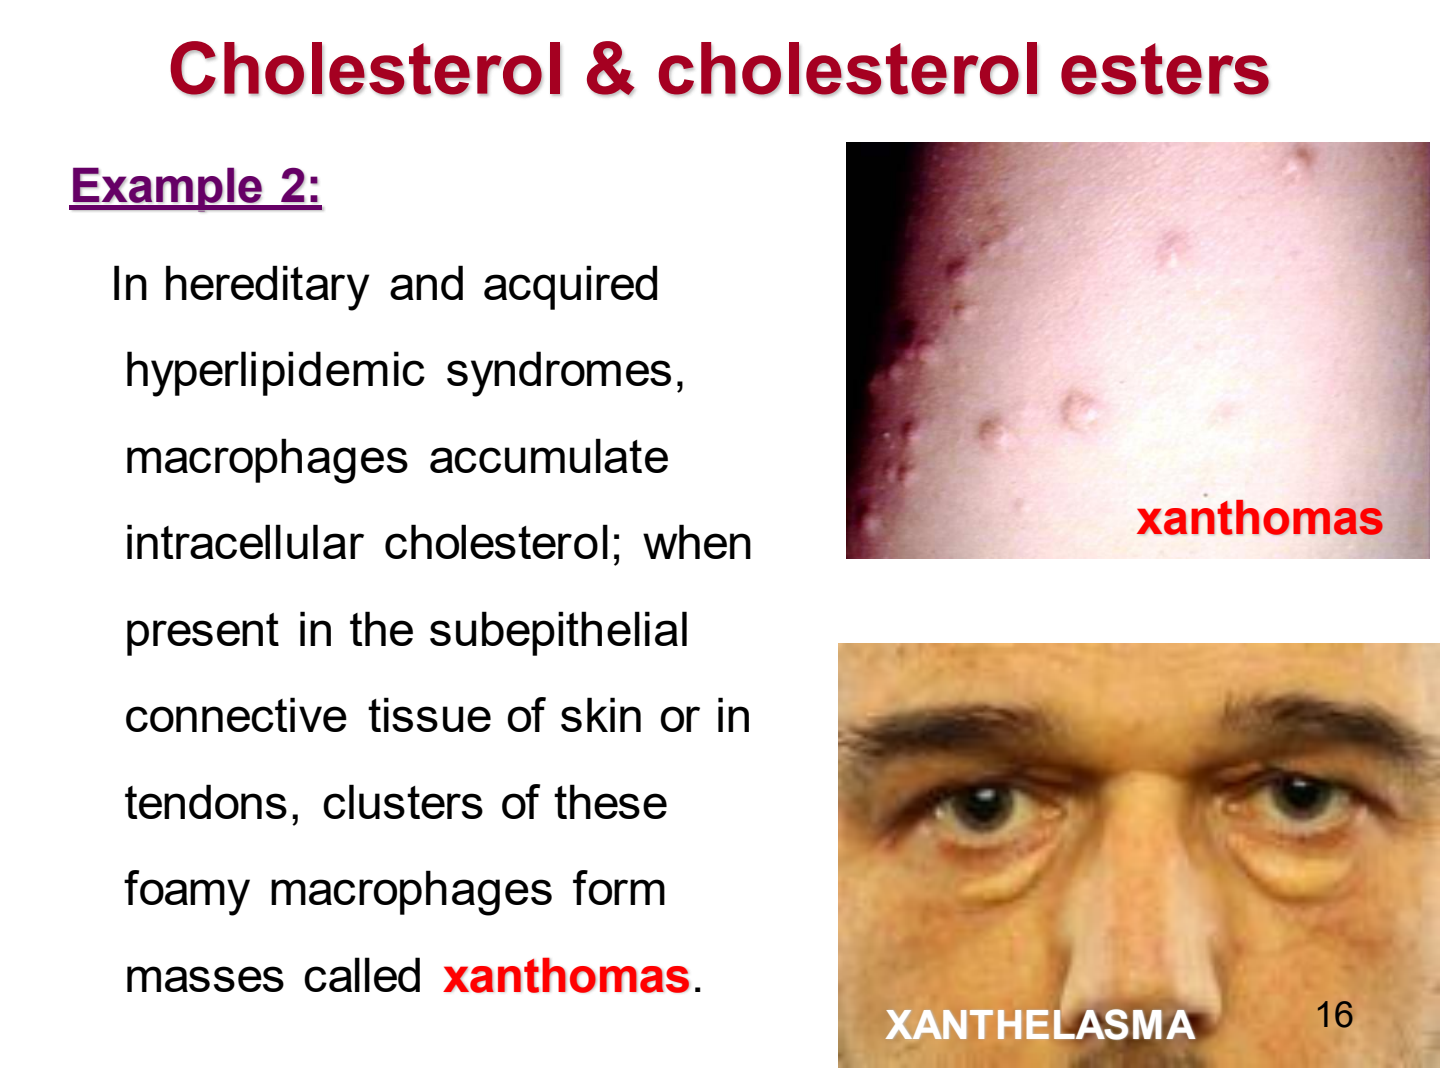 Cholesterol & cholesterol esters
Example 2:
In hereditary and acquired
hyperlipidemic syndromes,
macrophages accumulate
intracellular cholesterol; when
present in the subepithelial
connective tissue of skin or in
tendons, clusters of these
foamy macrophages form
masses called xanthomas.
xanthomas
XANTHELASMA
16